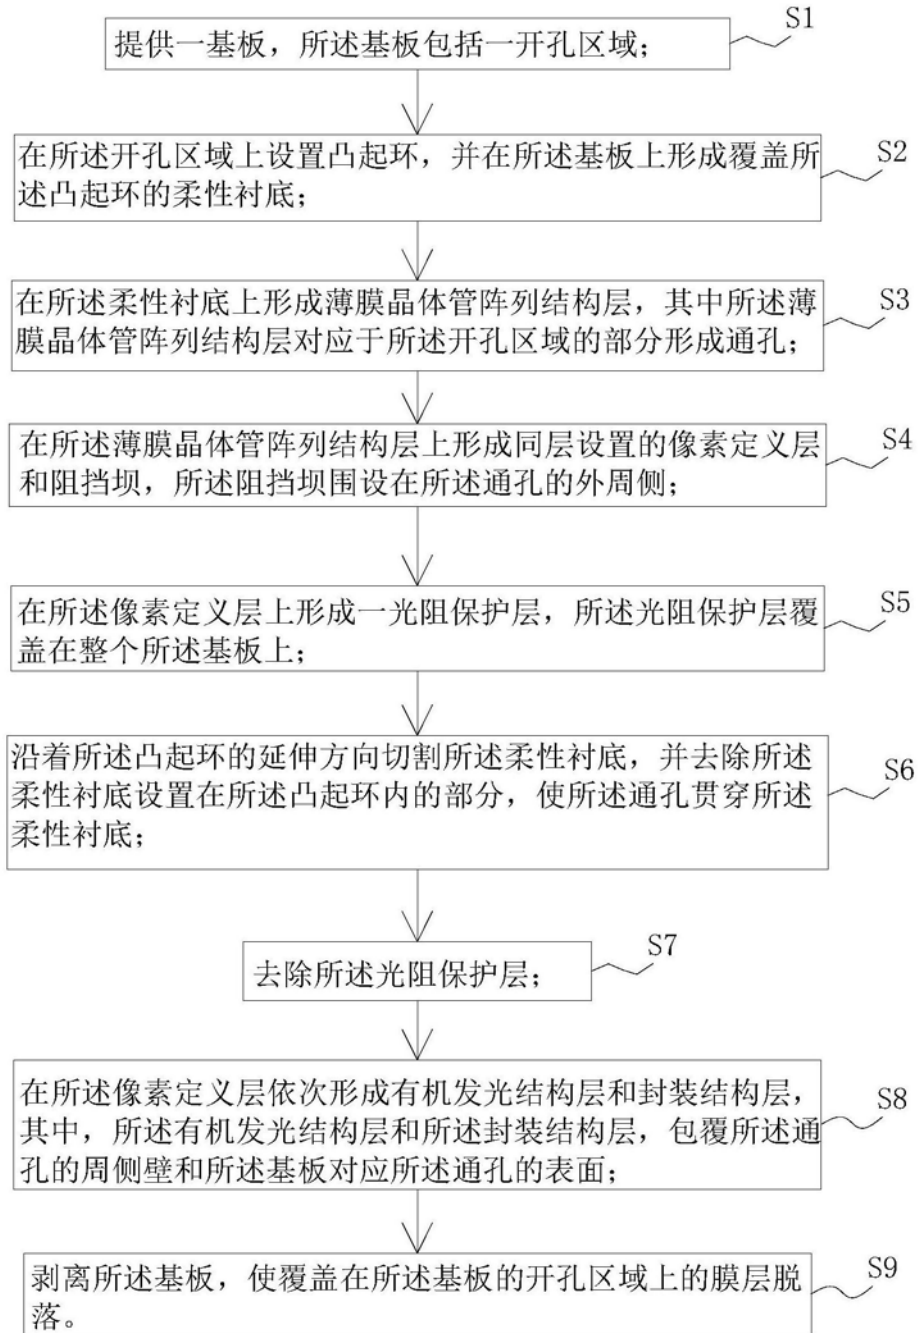 S1
提供一基板，所述基板包括一开孔区域；
S2
在所述开孔区域上设置凸起环，并在所述基板上形成覆盖所
述凸起环的柔性衬底；
S3
在所述柔性衬底上形成薄膜晶体管阵列结构层，其中所述薄
膜晶体管阵列结构层对应于所述开孔区域的部分形成通孔；
S4
在所述薄膜晶体管阵列结构层上形成同层设置的像素定义层
和阻挡坝，所述阻挡坝围设在所述通孔的外周侧；
S5
在所述像素定义层上形成一光阻保护层，所述光阻保护层覆
盖在整个所述基板上；
S6
沿着所述凸起环的延伸方向切割所述柔性衬底，并去除所述
柔性衬底设置在所述凸起环内的部分，使所述通孔贯穿所述
柔性衬底；
S7
去除所述光阻保护层；
S8
在所述像素定义层依次形成有机发光结构层和封装结构层，
其中，所述有机发光结构层和所述封装结构层，包覆所述通
孔的周侧壁和所述基板对应所述通孔的表面；
S9
剥离所述基板，使覆盖在所述基板的开孔区域上的膜层脱
落。